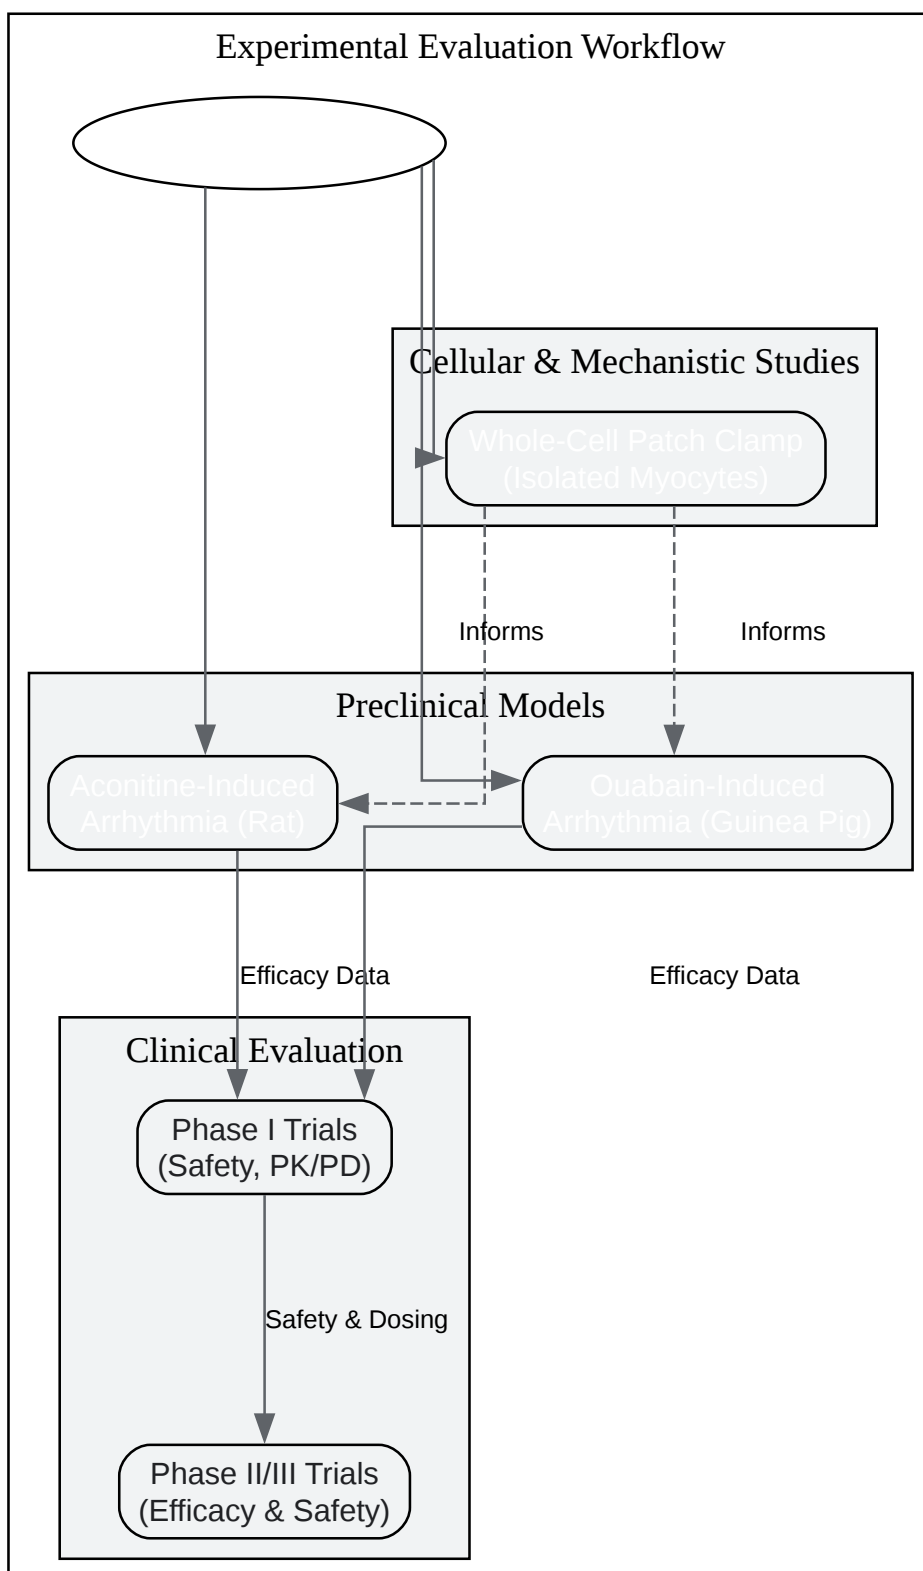 Experimental Evaluation Workflow
Cellular & Mechanistic Studies
Whole-Cell Patch Clamp
(Isolated Myocytes)
Informs
Informs
Preclinical Models
Aconitine-Induced
Arrhythmia (Rat)
Ouabain-Induced
Arrhythmia (Guinea Pig)
Efficacy Data
Efficacy Data
Clinical Evaluation
Phase I Trials
(Safety, PK/PD)
Safety & Dosing
Phase II/III Trials
(Efficacy & Safety)